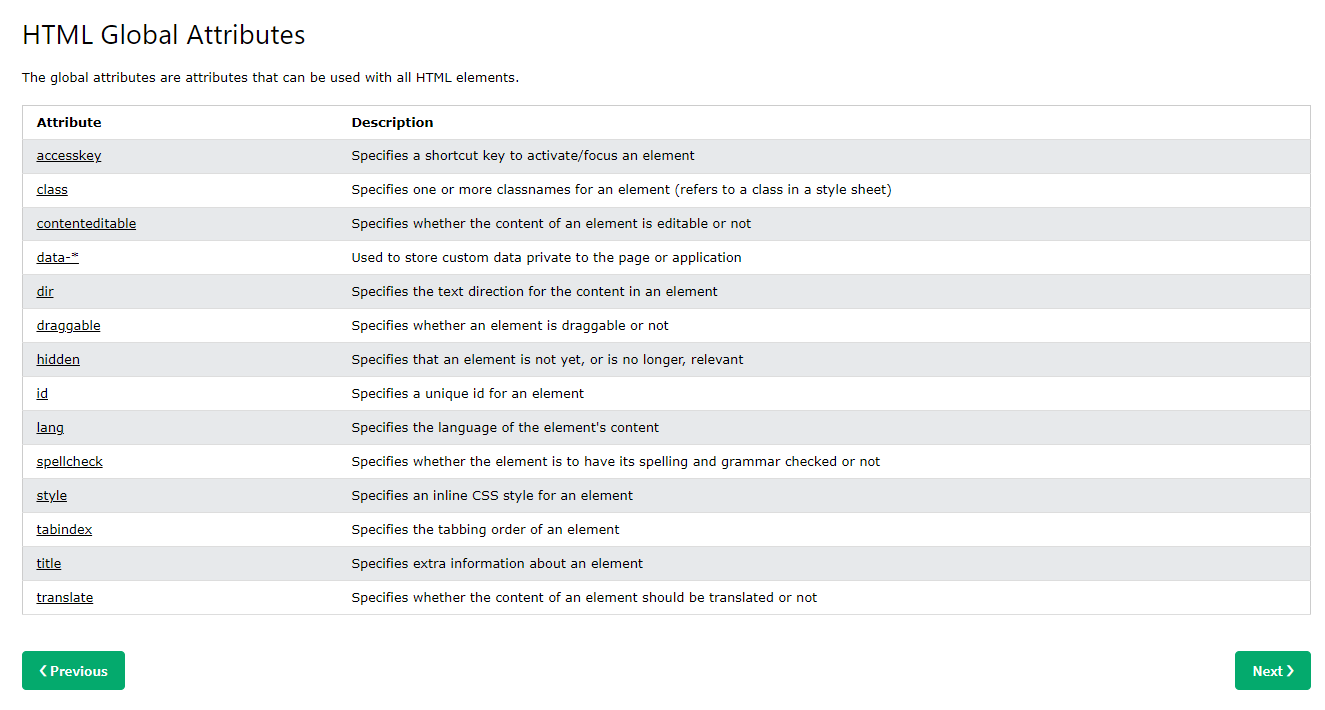 HTML Global Attributes
The global attributes are attributes that can be used with all HTML elements.
Attribute Description
accesskey Specifies a shortcut key to activate/focus an element
class Specifies one or more classnames for an element (refers to a class in a style sheet)
contenteditable Specifies whether the content of an element is editable or not
data-* Used to store custom data private to the page or application
dir Specifies the text direction for the content in an element
draggable Specifies whether an element is draggable or not
hidden Specifies that an element is not yet, or is no longer, relevant
id Specifies a unique id for an element
lang Specifies the language of the element's content
spellcheck Specifies whether the element is to have its spelling and grammar checked or not
style Specifies an inline CSS style for an element
tabindex Specifies the tabbing order of an element
title Specifies extra information about an element
translate Specifies whether the content of an element should be translated or not
❮ Previous Next ❯